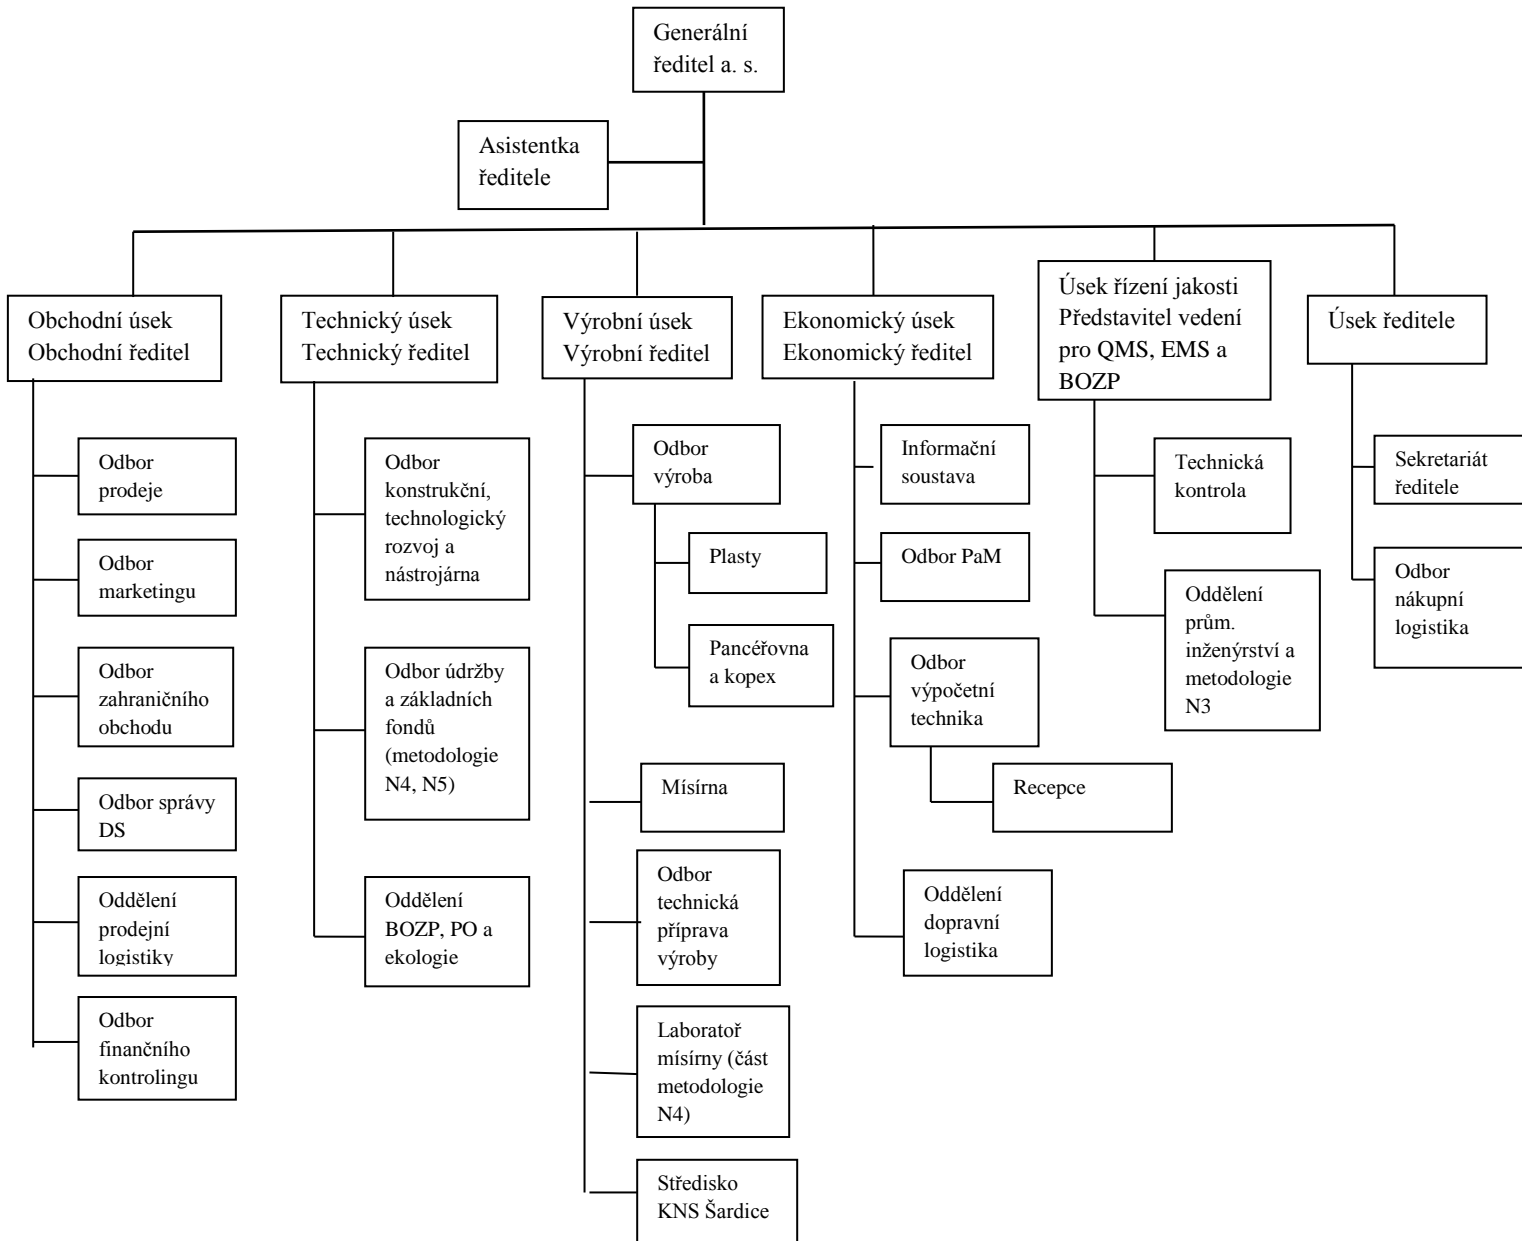 Generální
ředitel a. s.
Asistentka
ředitele
Obchodní úsek
Obchodní ředitel
Technický úsek
Technický ředitel
Výrobní úsek
Výrobní ředitel
Ekonomický úsek
Ekonomický ředitel
Úsek řízení jakosti
Představitel vedení
pro QMS, EMS a
BOZP
Úsek ředitele
Odbor
prodeje
Odbor
marketingu
Odbor
zahraničního
obchodu
Odbor správy
DS
Oddělení
prodejní
logistiky
Odbor
finančního
kontrolingu
Odbor
konstrukční,
technologický
rozvoj a
nástrojárna
Odbor údržby
a základních
fondů
(metodologie
N4, N5)
Oddělení
BOZP, PO a
ekologie
Odbor
výroba
Plasty
Pancéřovna
a kopex
Mísírna
Odbor
technická
příprava
výroby
Laboratoř
mísírny (část
metodologie
N4)
Středisko
KNS Šardice
Informační
soustava
Odbor PaM
Odbor
výpočetní
technika
Recepce
Oddělení
dopravní
logistika
Technická
kontrola
Oddělení
prům.
inženýrství a
metodologie
N3
Sekretariát
ředitele
Odbor
nákupní
logistika